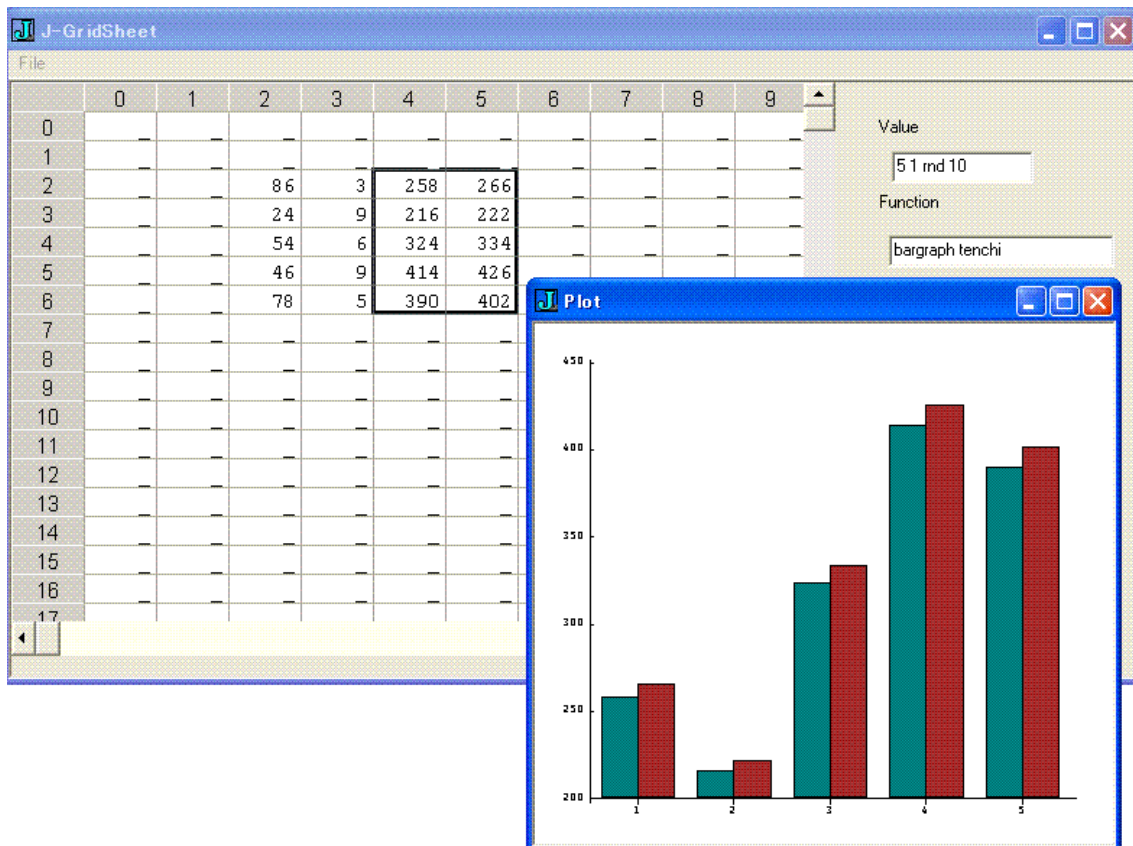 J-GridSheet
File
0 1 2 3 4 5 6 7 8 9
0 _ _ _ _ _ _ _ _ _ _
1 _ _ _ _ _ _ _ _ _ _
2 _ _ 86 3 258 266 _ _ _ _
3 _ _ 24 9 216 222 _ _ _ _
4 _ _ 54 6 324 334 _ _ _ _
5 _ _ 46 9 414 426 _ _ _ _
6 _ _ 78 5 390 402
7 _ _ _ _ _ _
8 _ _ _ _ _ _
9 _ _ _ _ _ _
10 _ _ _ _ _ _
11 _ _ _ _ _ _
12 _ _ _ _ _ _
13 _ _ _ _ _ _
14 _ _ _ _ _ _
15 _ _ _ _ _ _
16 _ _ _ _ _ _
17
Value
5 1 rnd 10
Function
bargraph tenchi
Plot
450
400
350
300
250
200
1 2 3 4 5